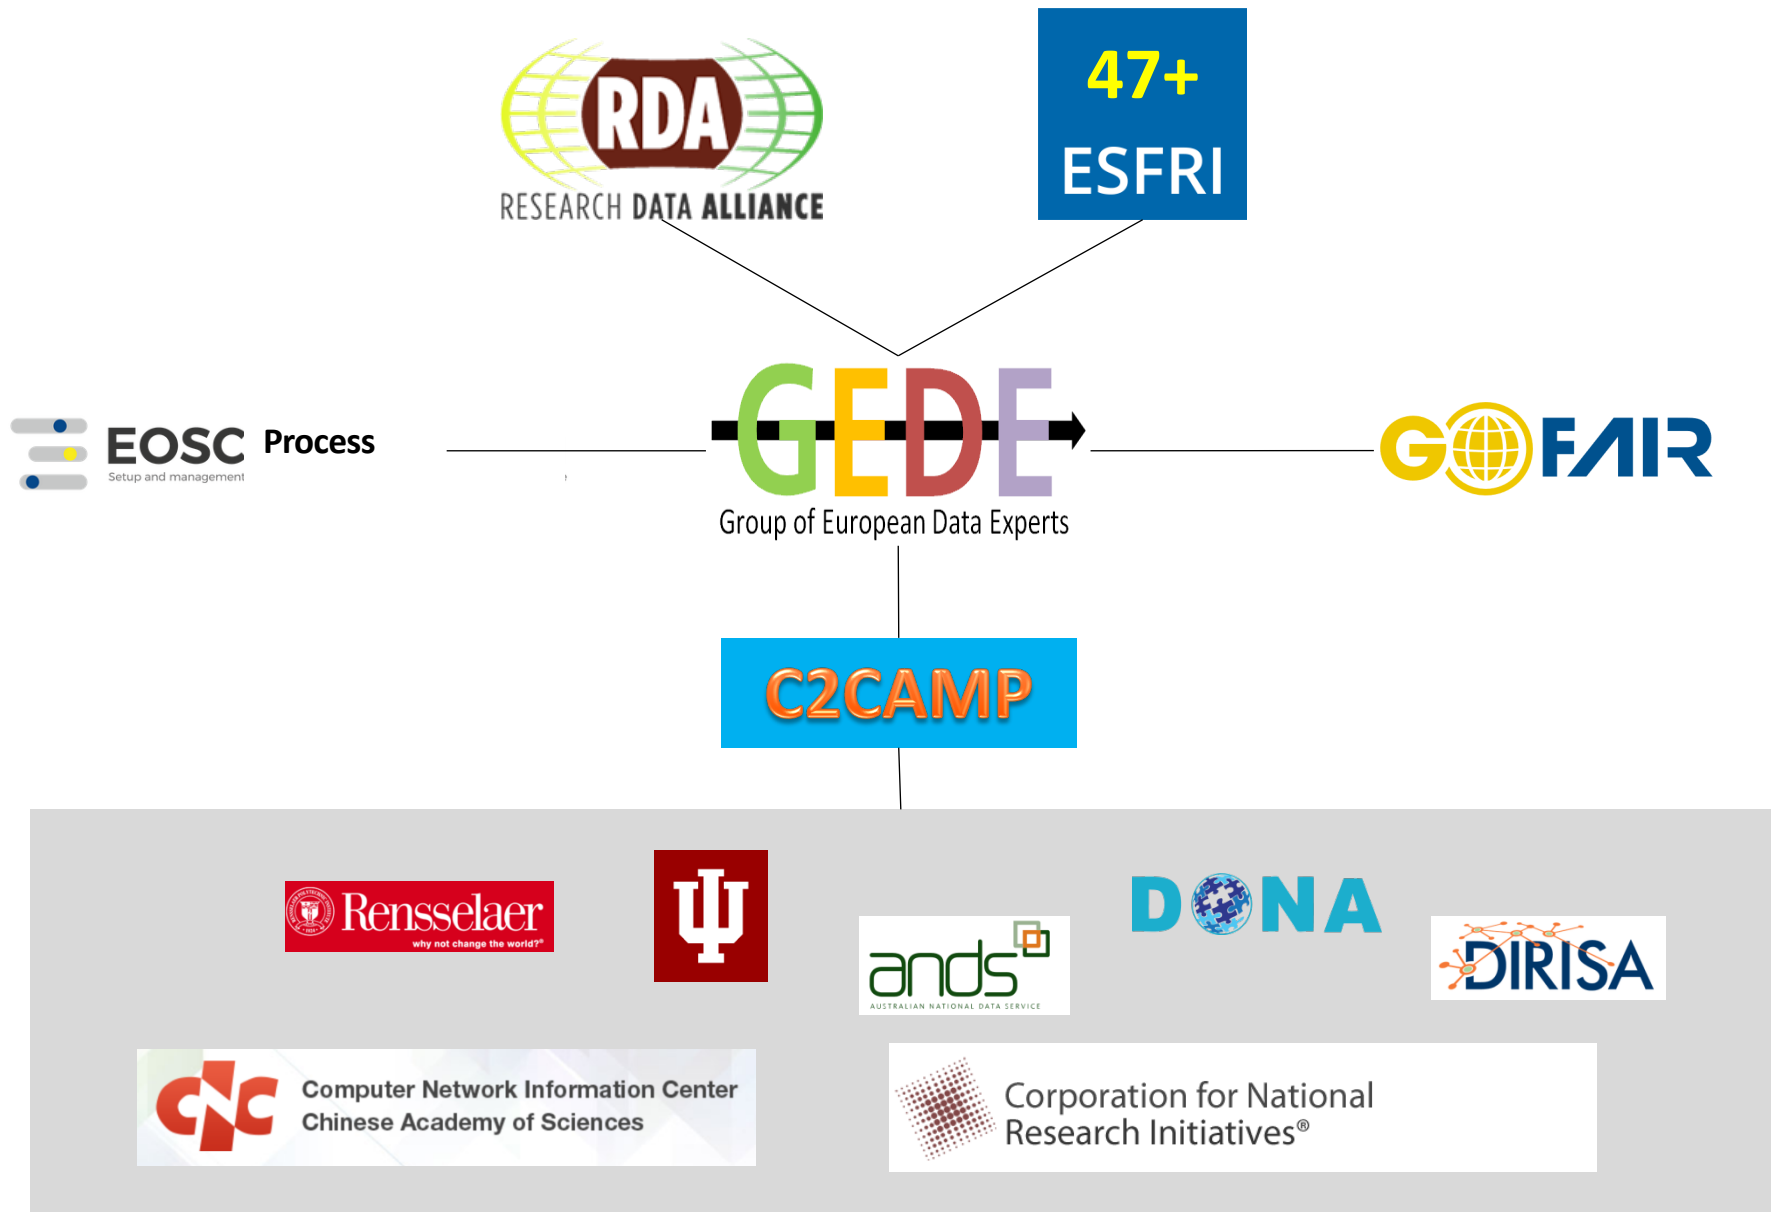 RDA
RESEARCH DATA ALLIANCE
47+
ESFRI
EOSC Process
Setup and management
GEDE
Group of European Data Experts
GO FAIR
C2CAMP
Rensselaer
why not change the world?®
IU
ands
AUSTRALIAN NATIONAL DATA SERVICE
DONA
DIRISA
cnic
Computer Network Information Center
Chinese Academy of Sciences
Corporation for National
Research Initiatives®